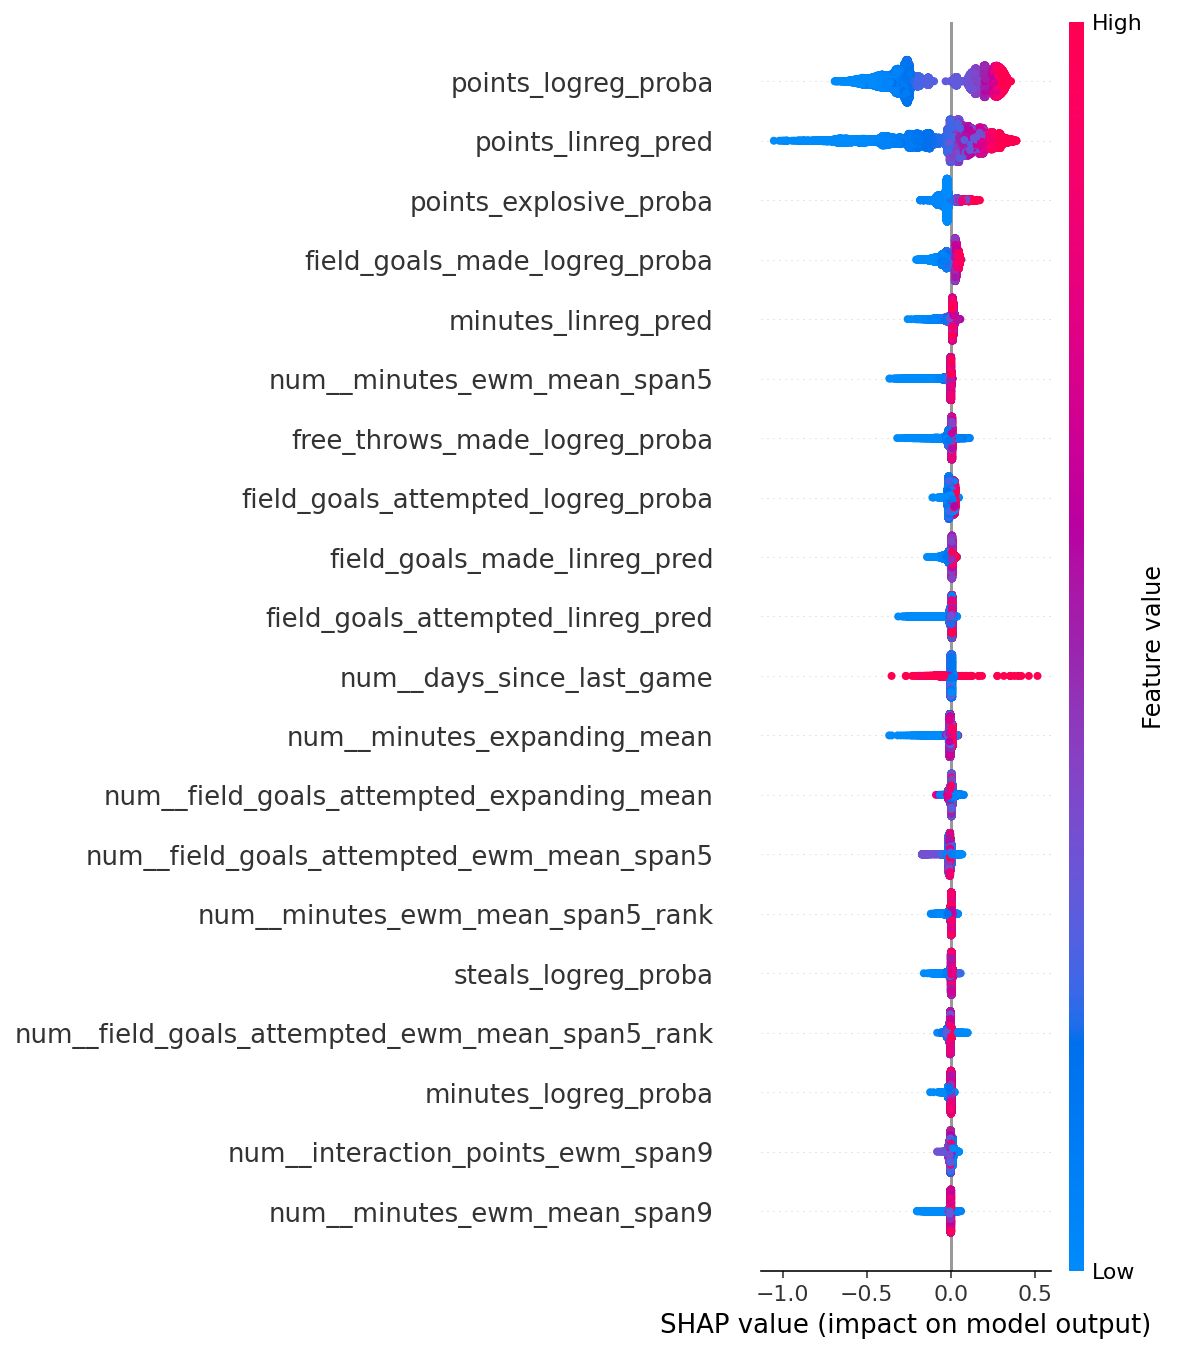 High
points_logreg_proba
points_linreg_pred
points_explosive_proba
field_goals_made_logreg_proba
minutes_linreg_pred
num__minutes_ewm_mean_span5
free_throws_made_logreg_proba
field_goals_attempted_logreg_proba
field_goals_made_linreg_pred
field_goals_attempted_linreg_pred
num__days_since_last_game
num__minutes_expanding_mean
num__field_goals_attempted_expanding_mean
num__field_goals_attempted_ewm_mean_span5
num__minutes_ewm_mean_span5_rank
steals_logreg_proba
num__field_goals_attempted_ewm_mean_span5_rank
minutes_logreg_proba
num__interaction_points_ewm_span9
num__minutes_ewm_mean_span9
Feature value
Low
−1.0 −0.5 0.0 0.5
SHAP value (impact on model output)